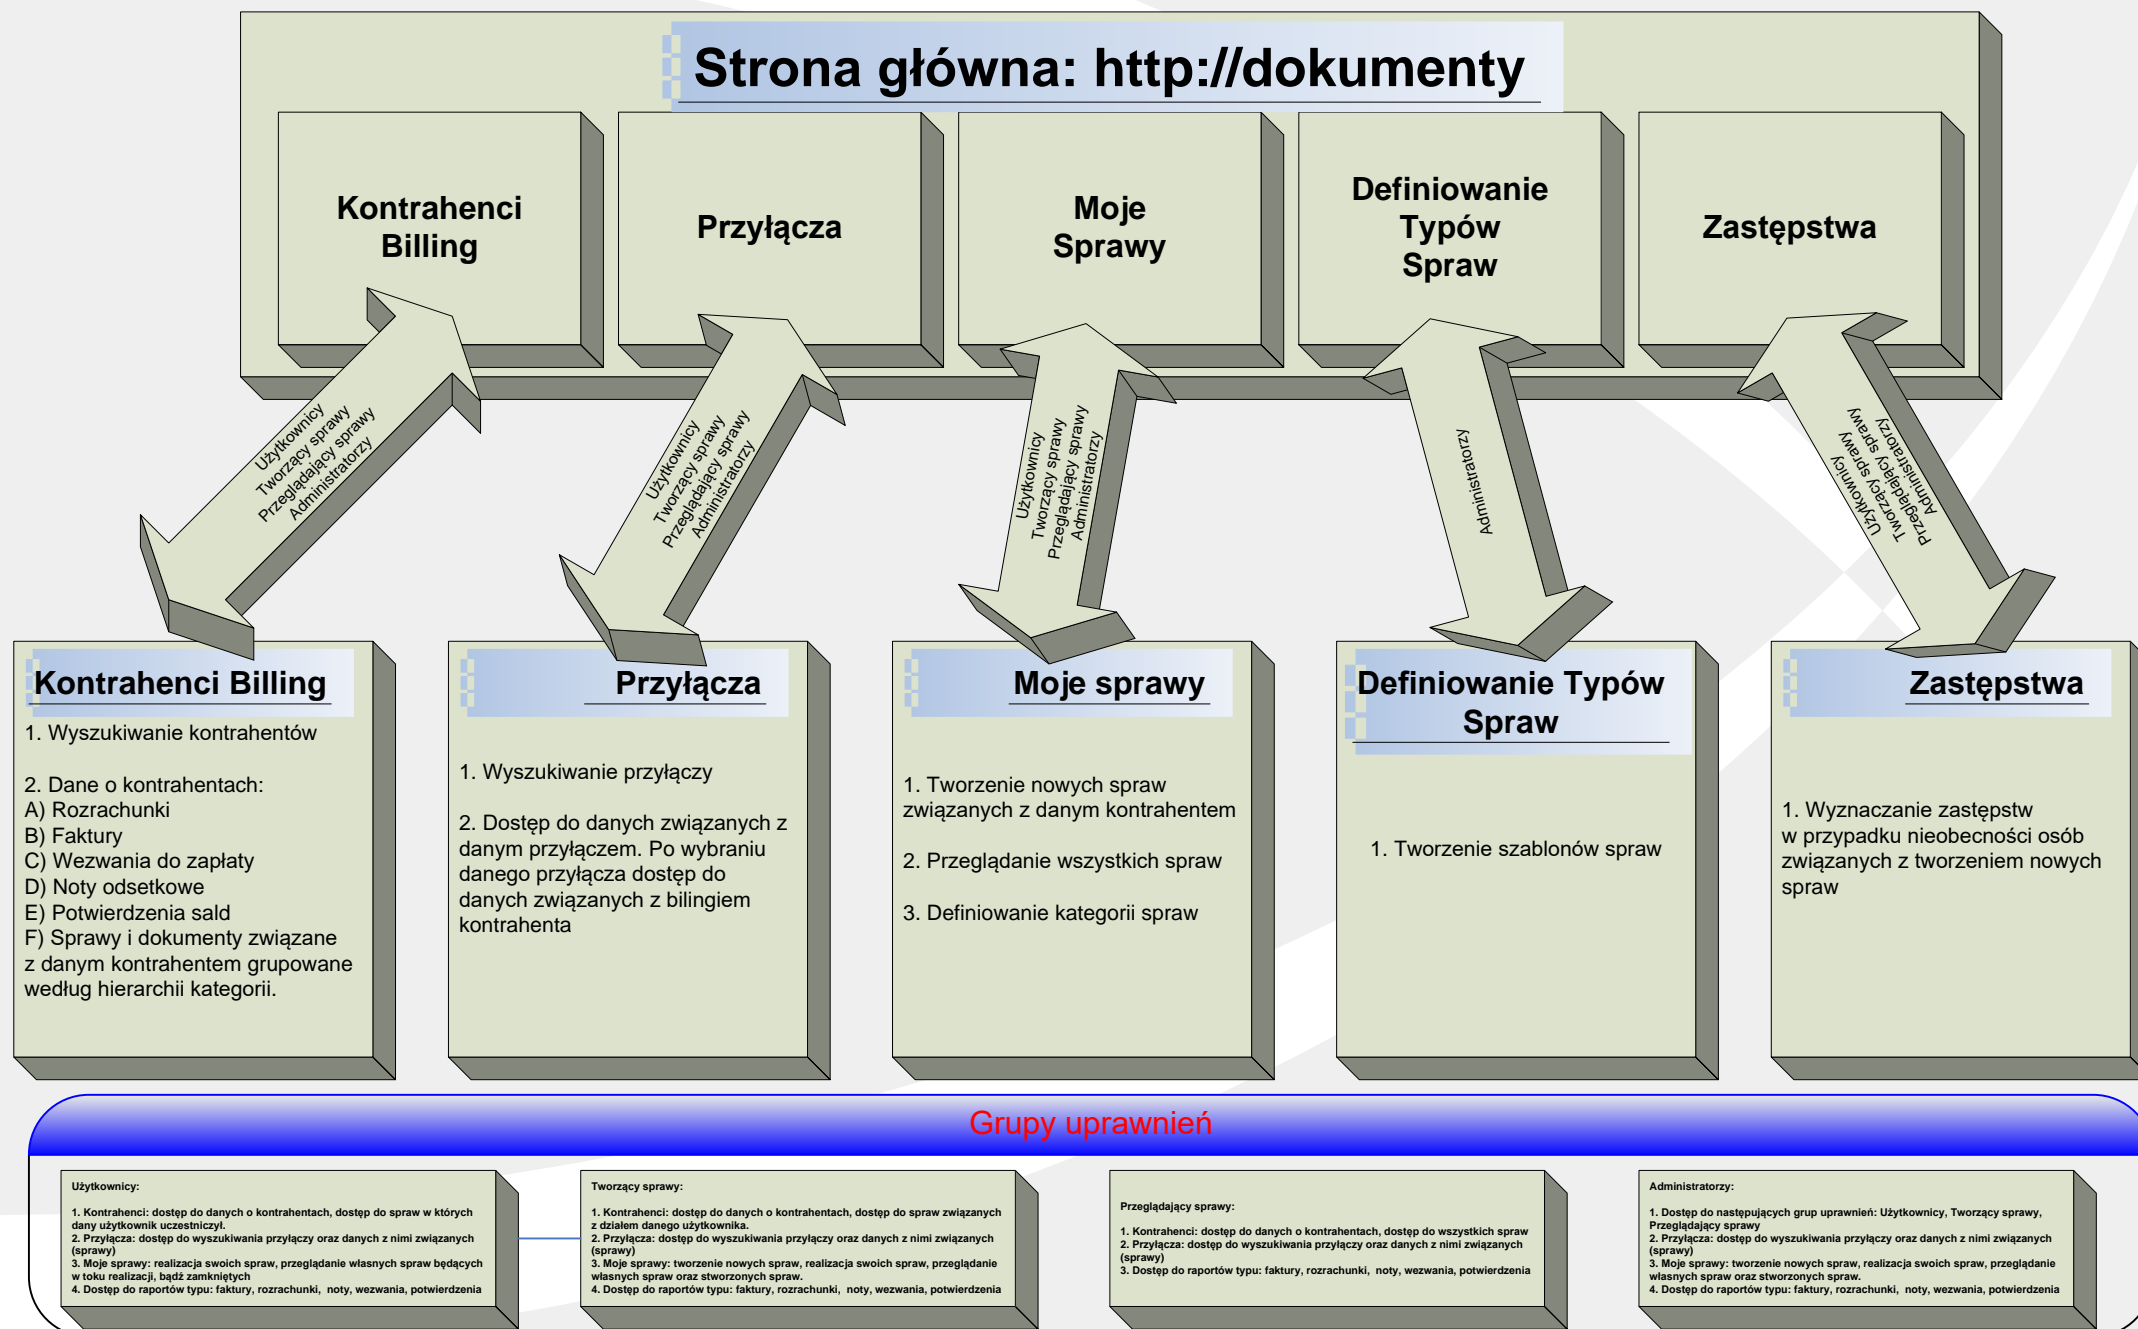 Strona główna: http://dokumenty
Kontrahenci
Billing
Przyłącza
Moje
Sprawy
Definiowanie
Typów
Spraw
Zastępstwa
Użytkownicy
Tworzący sprawy
Przeglądający sprawy
Administratorzy
Użytkownicy
Tworzący sprawy
Przeglądający sprawy
Administratorzy
Użytkownicy
Tworzący sprawy
Przeglądający sprawy
Administratorzy
Administratorzy
Użytkownicy
Tworzący sprawy
Przeglądający sprawy
Administratorzy
Kontrahenci Billing
1. Wyszukiwanie kontrahentów
2. Dane o kontrahentach:
A) Rozrachunki
B) Faktury
C) Wezwania do zapłaty
D) Noty odsetkowe
E) Potwierdzenia sald
F) Sprawy i dokumenty związane
z danym kontrahentem grupowane
według hierarchii kategorii.
Przyłącza
1. Wyszukiwanie przyłączy
2. Dostęp do danych związanych z
danym przyłączem. Po wybraniu
danego przyłącza dostęp do
danych związanych z bilingiem
kontrahenta
Moje sprawy
1. Tworzenie nowych spraw
związanych z danym kontrahentem
2. Przeglądanie wszystkich spraw
3. Definiowanie kategorii spraw
Definiowanie Typów
Spraw
1. Tworzenie szablonów spraw
Zastępstwa
1. Wyznaczanie zastępstw
w przypadku nieobecności osób
związanych z tworzeniem nowych
spraw
Grupy uprawnień
Użytkownicy:
1. Kontrahenci: dostęp do danych o kontrahentach, dostęp do spraw w których
dany użytkownik uczestniczył.
2. Przyłącza: dostęp do wyszukiwania przyłączy oraz danych z nimi związanych
(sprawy)
3. Moje sprawy: realizacja swoich spraw, przeglądanie własnych spraw będących
w toku realizacji, bądź zamkniętych
4. Dostęp do raportów typu: faktury, rozrachunki, noty, wezwania, potwierdzenia
Tworzący sprawy:
1. Kontrahenci: dostęp do danych o kontrahentach, dostęp do spraw związanych
z działem danego użytkownika.
2. Przyłącza: dostęp do wyszukiwania przyłączy oraz danych z nimi związanych
(sprawy)
3. Moje sprawy: tworzenie nowych spraw, realizacja swoich spraw, przeglądanie
własnych spraw oraz stworzonych spraw.
4. Dostęp do raportów typu: faktury, rozrachunki, noty, wezwania, potwierdzenia
Przeglądający sprawy:
1. Kontrahenci: dostęp do danych o kontrahentach, dostęp do wszystkich spraw
2. Przyłącza: dostęp do wyszukiwania przyłączy oraz danych z nimi związanych
(sprawy)
3. Dostęp do raportów typu: faktury, rozrachunki, noty, wezwania, potwierdzenia
Administratorzy:
1. Dostęp do następujących grup uprawnień: Użytkownicy, Tworzący sprawy,
Przeglądający sprawy
2. Przyłącza: dostęp do wyszukiwania przyłączy oraz danych z nimi związanych
(sprawy)
3. Moje sprawy: tworzenie nowych spraw, realizacja swoich spraw, przeglądanie
własnych spraw oraz stworzonych spraw.
4. Dostęp do raportów typu: faktury, rozrachunki, noty, wezwania, potwierdzenia